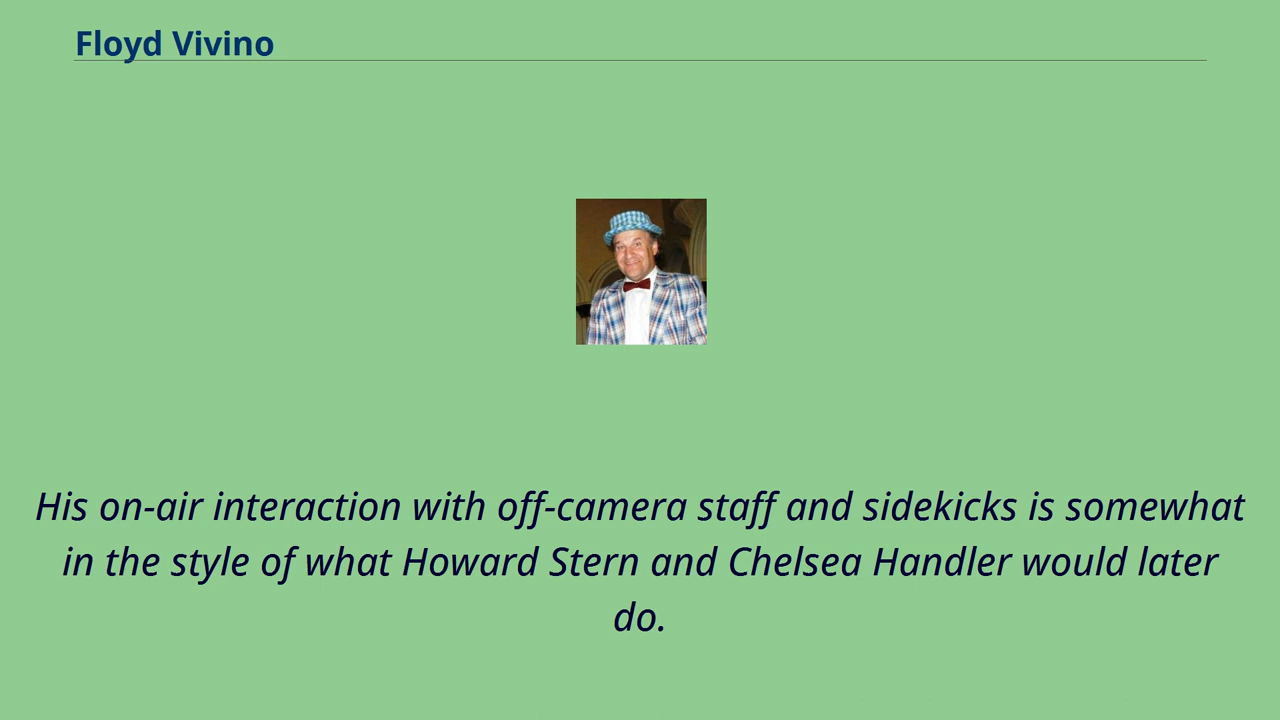 Floyd Vivino
His on-air interaction with off-camera staff and sidekicks is somewhat
in the style of what Howard Stern and Chelsea Handler would later
do.